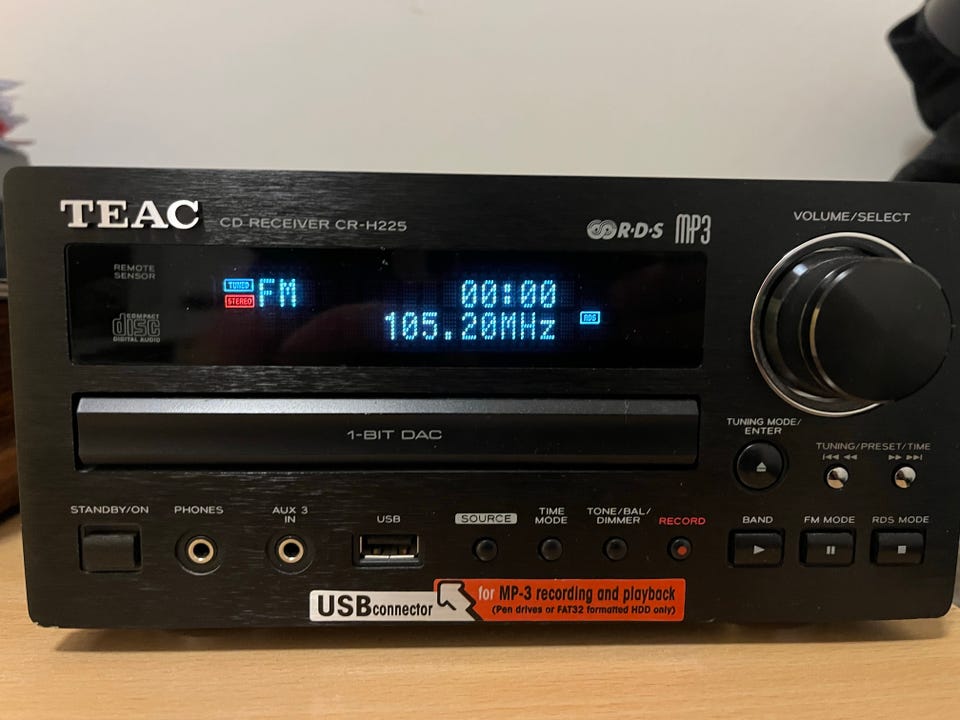 TEAC CD RECEIVER CR-H225
R·D·S MP3
VOLUME/SELECT
REMOTE
SENSOR
COMPACT
disc
DIGITAL AUDIO
TUNED
STEREO
FM
00:00
105.20MHz
RDS
1-BIT DAC
TUNING MODE/
ENTER
TUNING/PRESET/TIME
STANDBY/ON
PHONES
AUX 3
IN
USB
SOURCE
TIME
MODE
TONE/BAL/
DIMMER
RECORD
BAND
FM MODE
RDS MODE
USB connector
for MP-3 recording and playback
(Pen drives or FAT32 formatted HDD only)